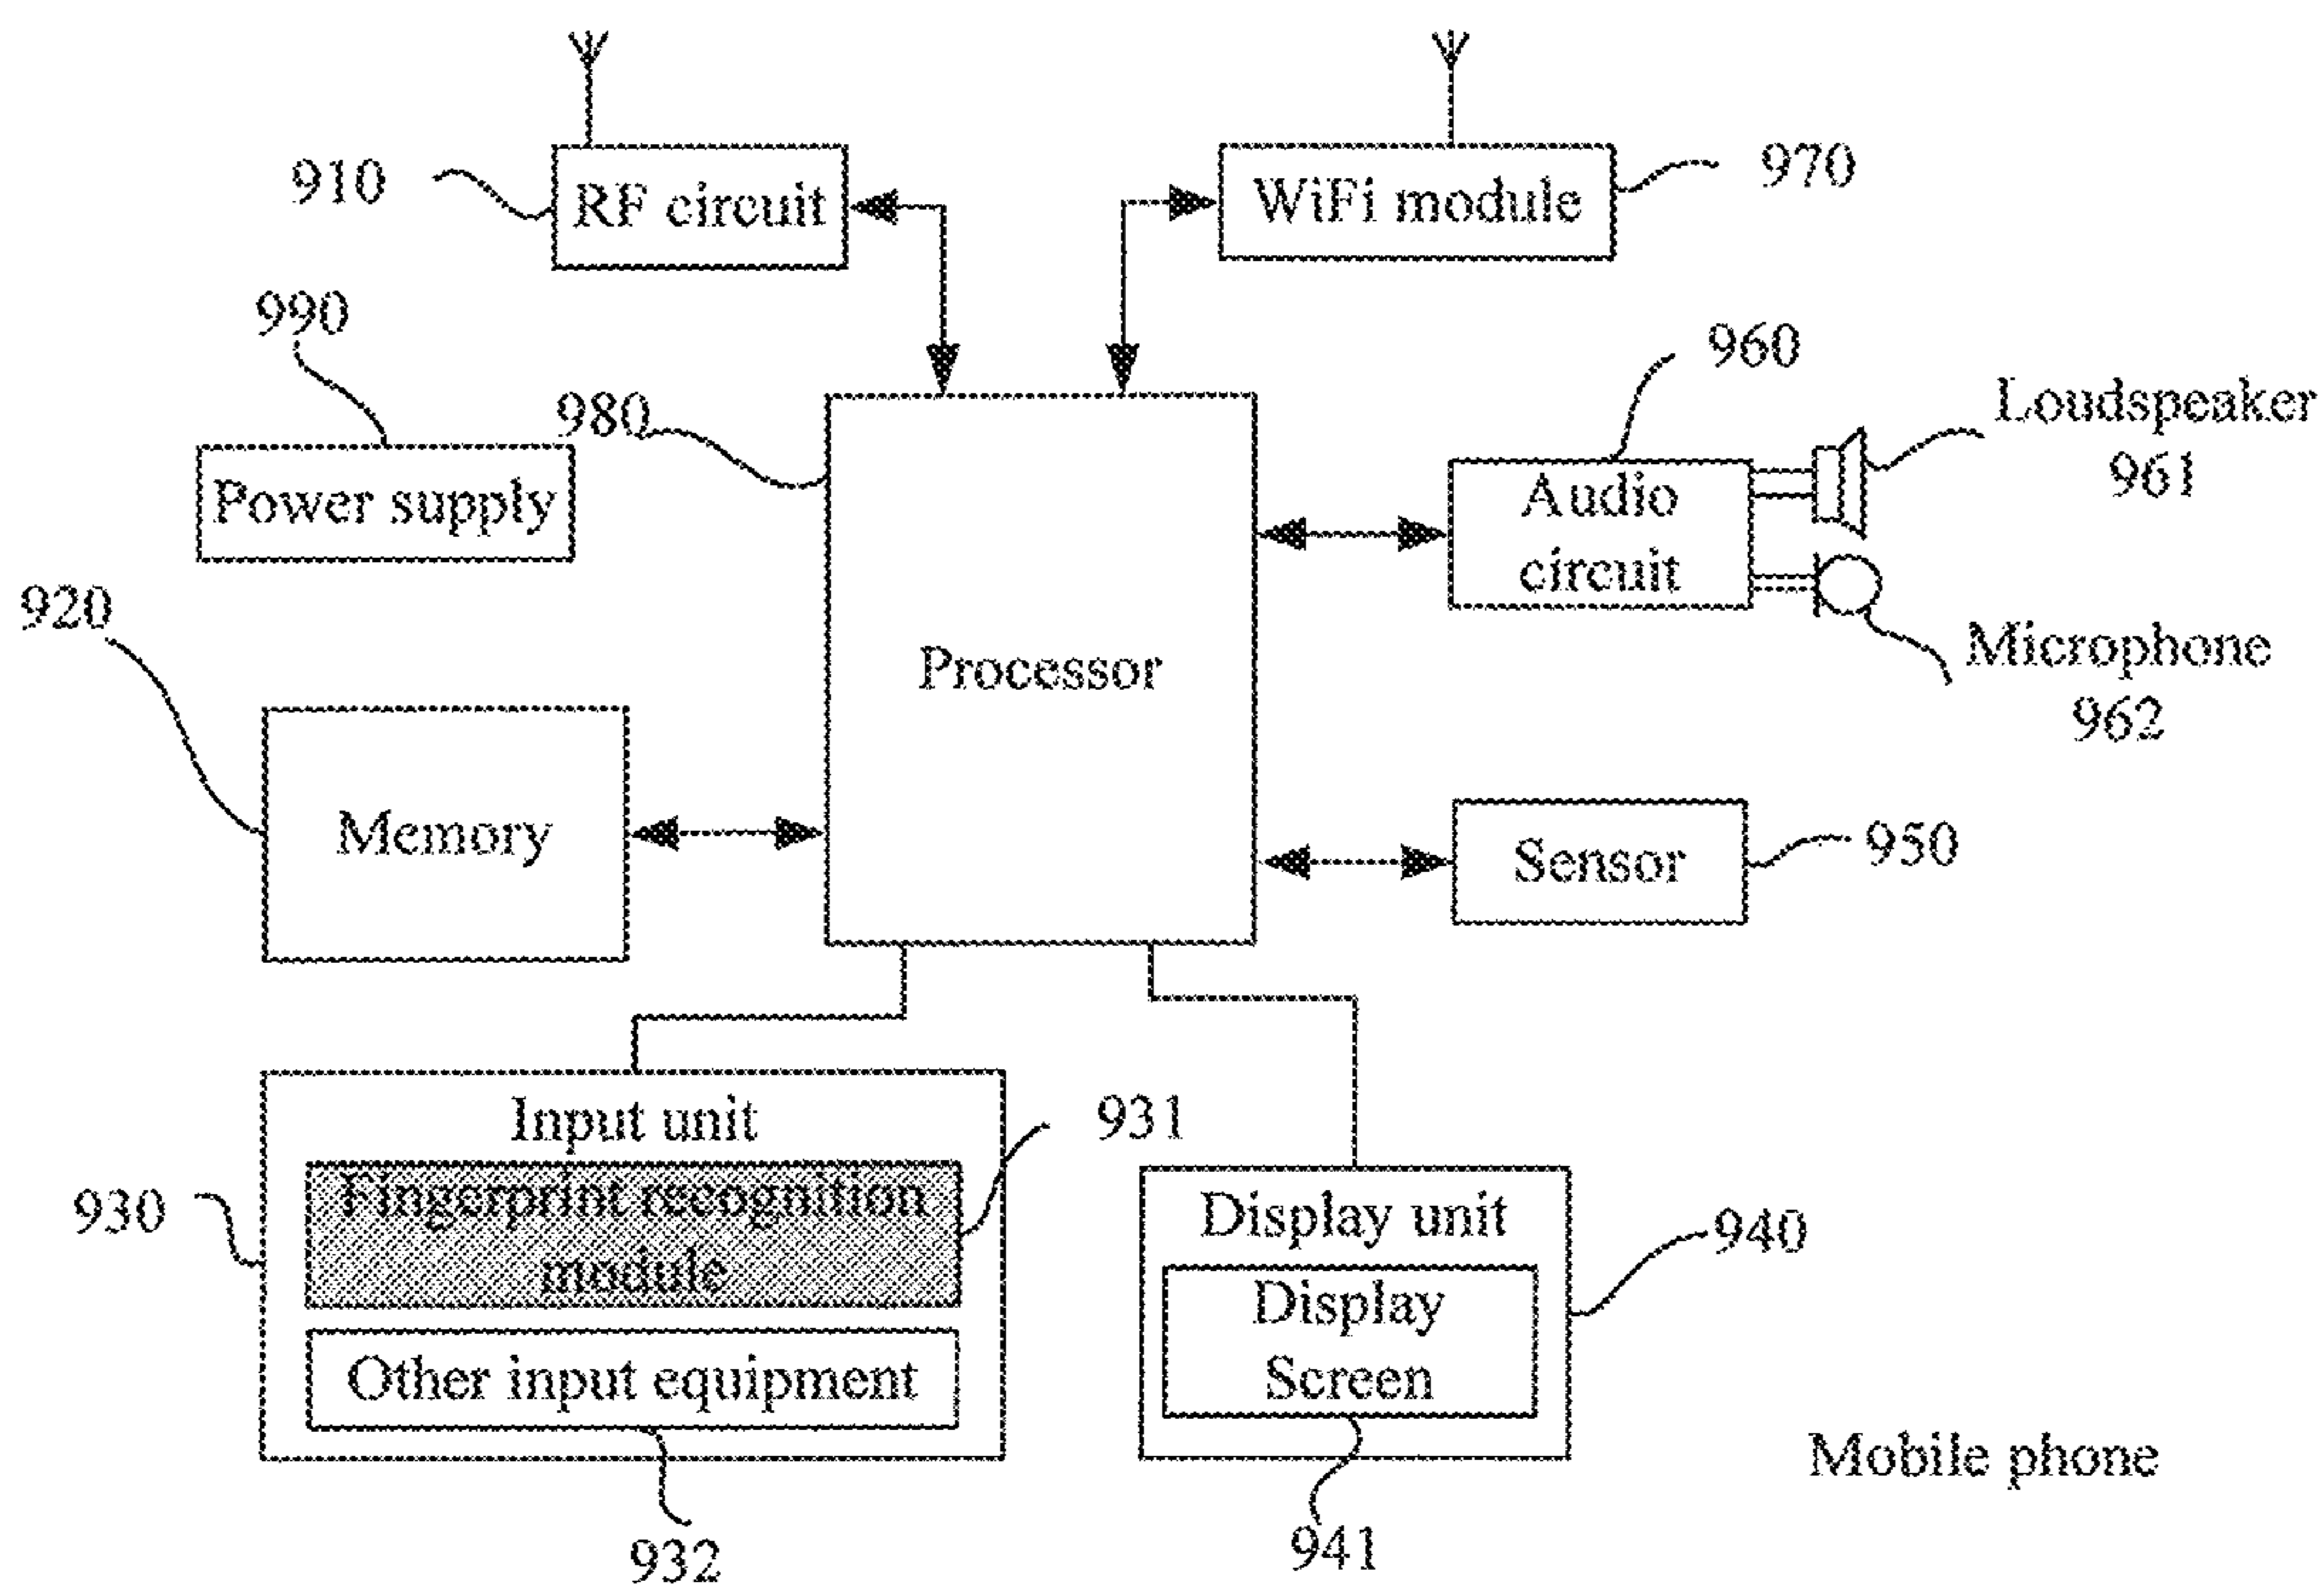 910
RF circuit
WiFi module
970
990
Power supply
980
Processor
960
Audio
circuit
Loudspeaker
961
Microphone
962
920
Memory
Sensor
950
Input unit
930
Fingerprint recognition
module
931
Other input equipment
932
Display unit
940
Display
Screen
941
Mobile phone